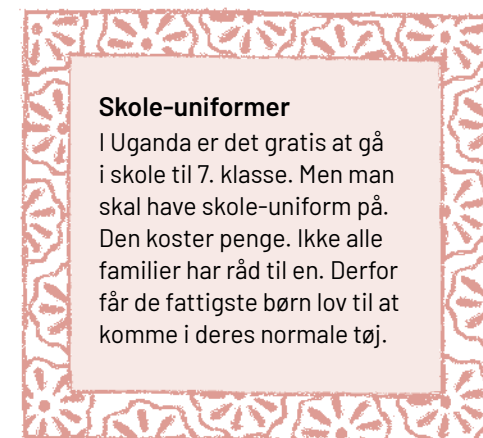 Skole-uniformer
I Uganda er det gratis at gå
i skole til 7. klasse. Men man
skal have skole-uniform på.
Den koster penge. Ikke alle
familier har råd til en. Derfor
får de fattigste børn lov til at
komme i deres normale tøj.